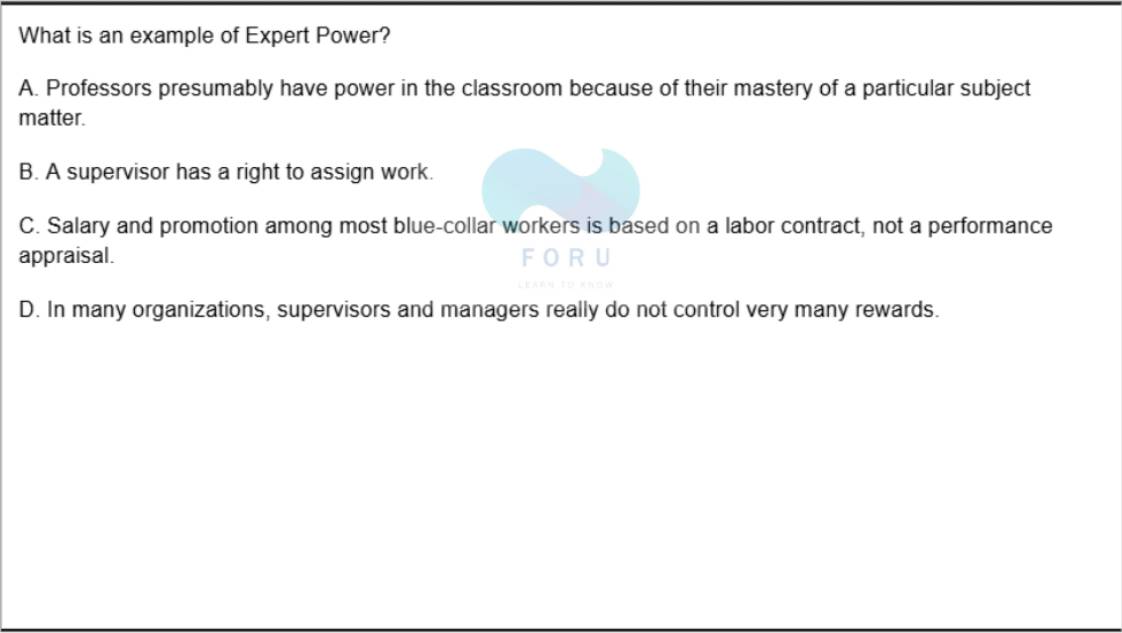 What is an example of Expert Power?
A. Professors presumably have power in the classroom because of their mastery of a particular subject
matter.
B. A supervisor has a right to assign work.
C. Salary and promotion among most blue-collar workers is based on a labor contract, not a performance
appraisal.
FORU
LEARN TO KNOW
D. In many organizations, supervisors and managers really do not control very many rewards.